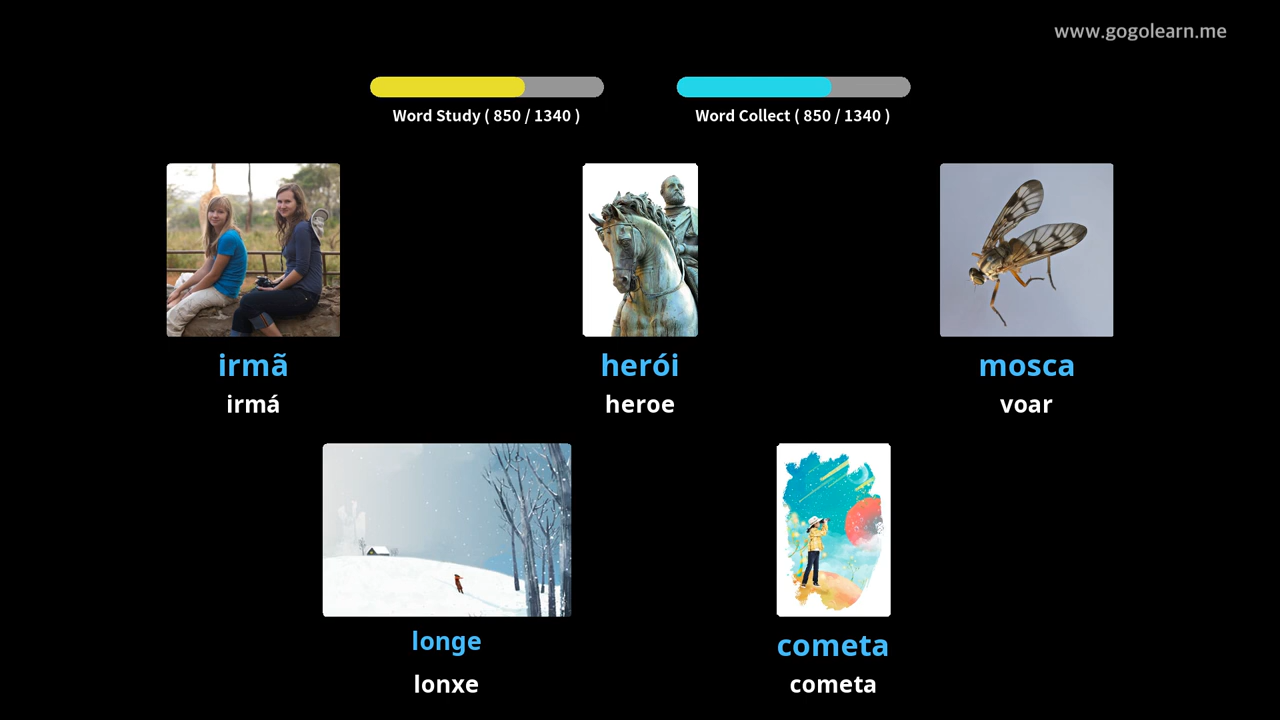 www.gogolearn.me
Word Study ( 850 / 1340 )
Word Collect ( 850 / 1340 )
irmã
irmá
herói
heroe
mosca
voar
longe
lonxe
cometa
cometa